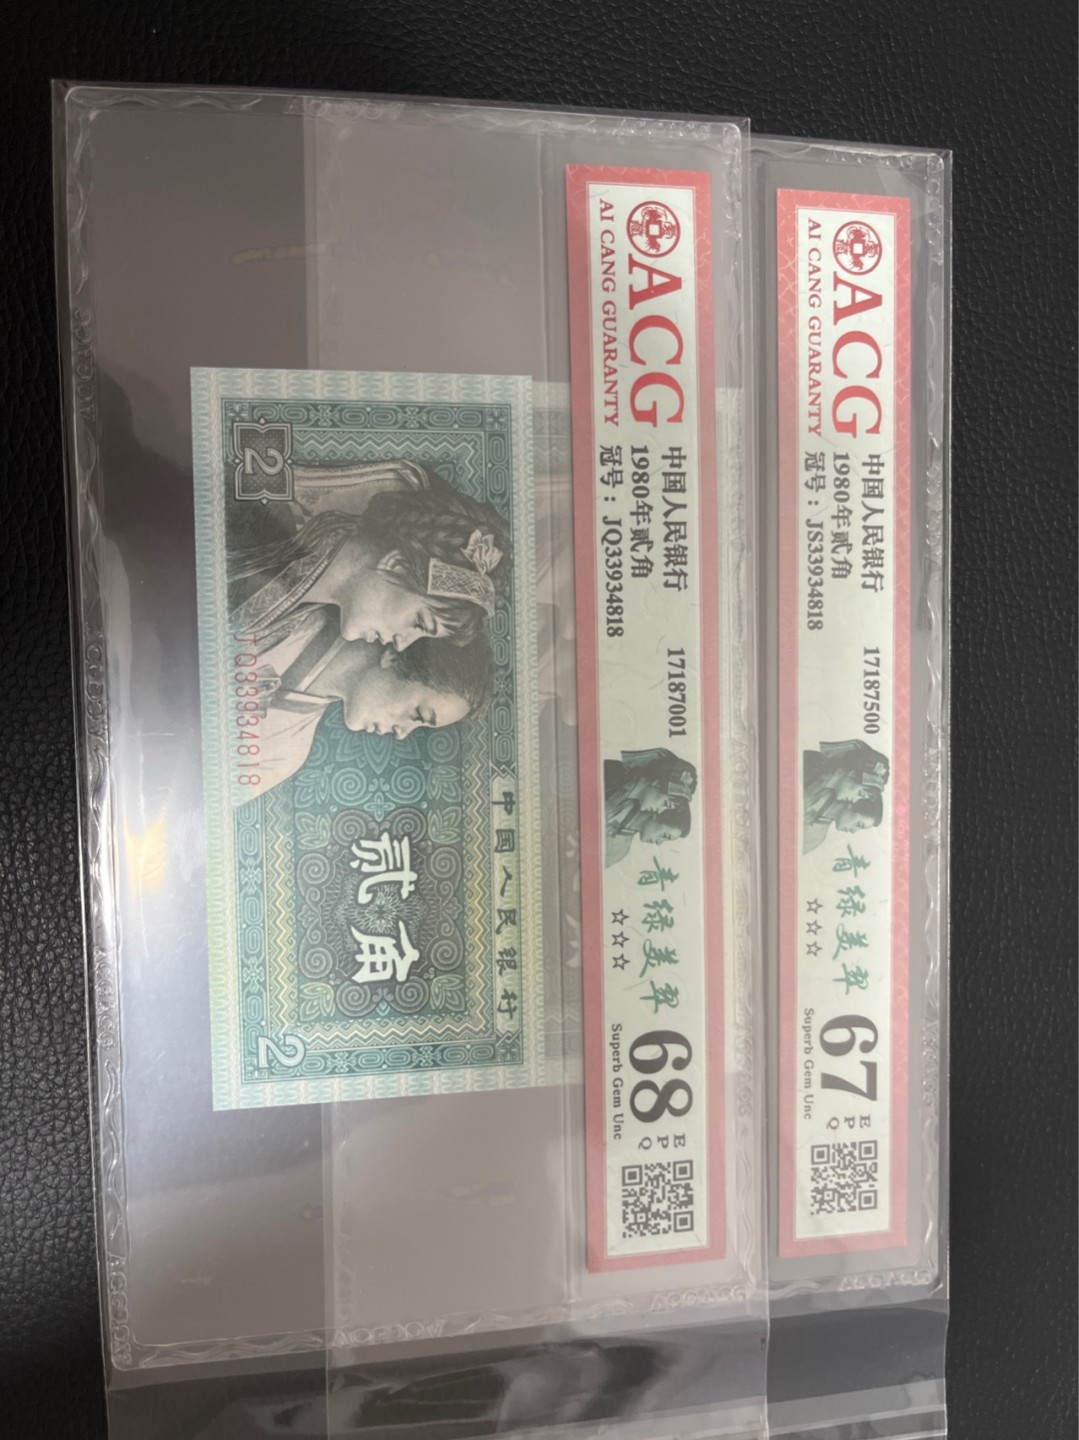 ACG
AI CANG GUARANTY
中国人民银行
1980年贰角
冠号：JS33934818
17187500
青绿美翠
☆☆☆
67
EPQ
Superb Gem Unc
ACG
AI CANG GUARANTY
中国人民银行
1980年贰角
冠号：JQ33934818
17187001
青绿美翠
☆☆☆
68
EPQ
Superb Gem Unc
中国人民银行
贰角
2
2
JQ33934818